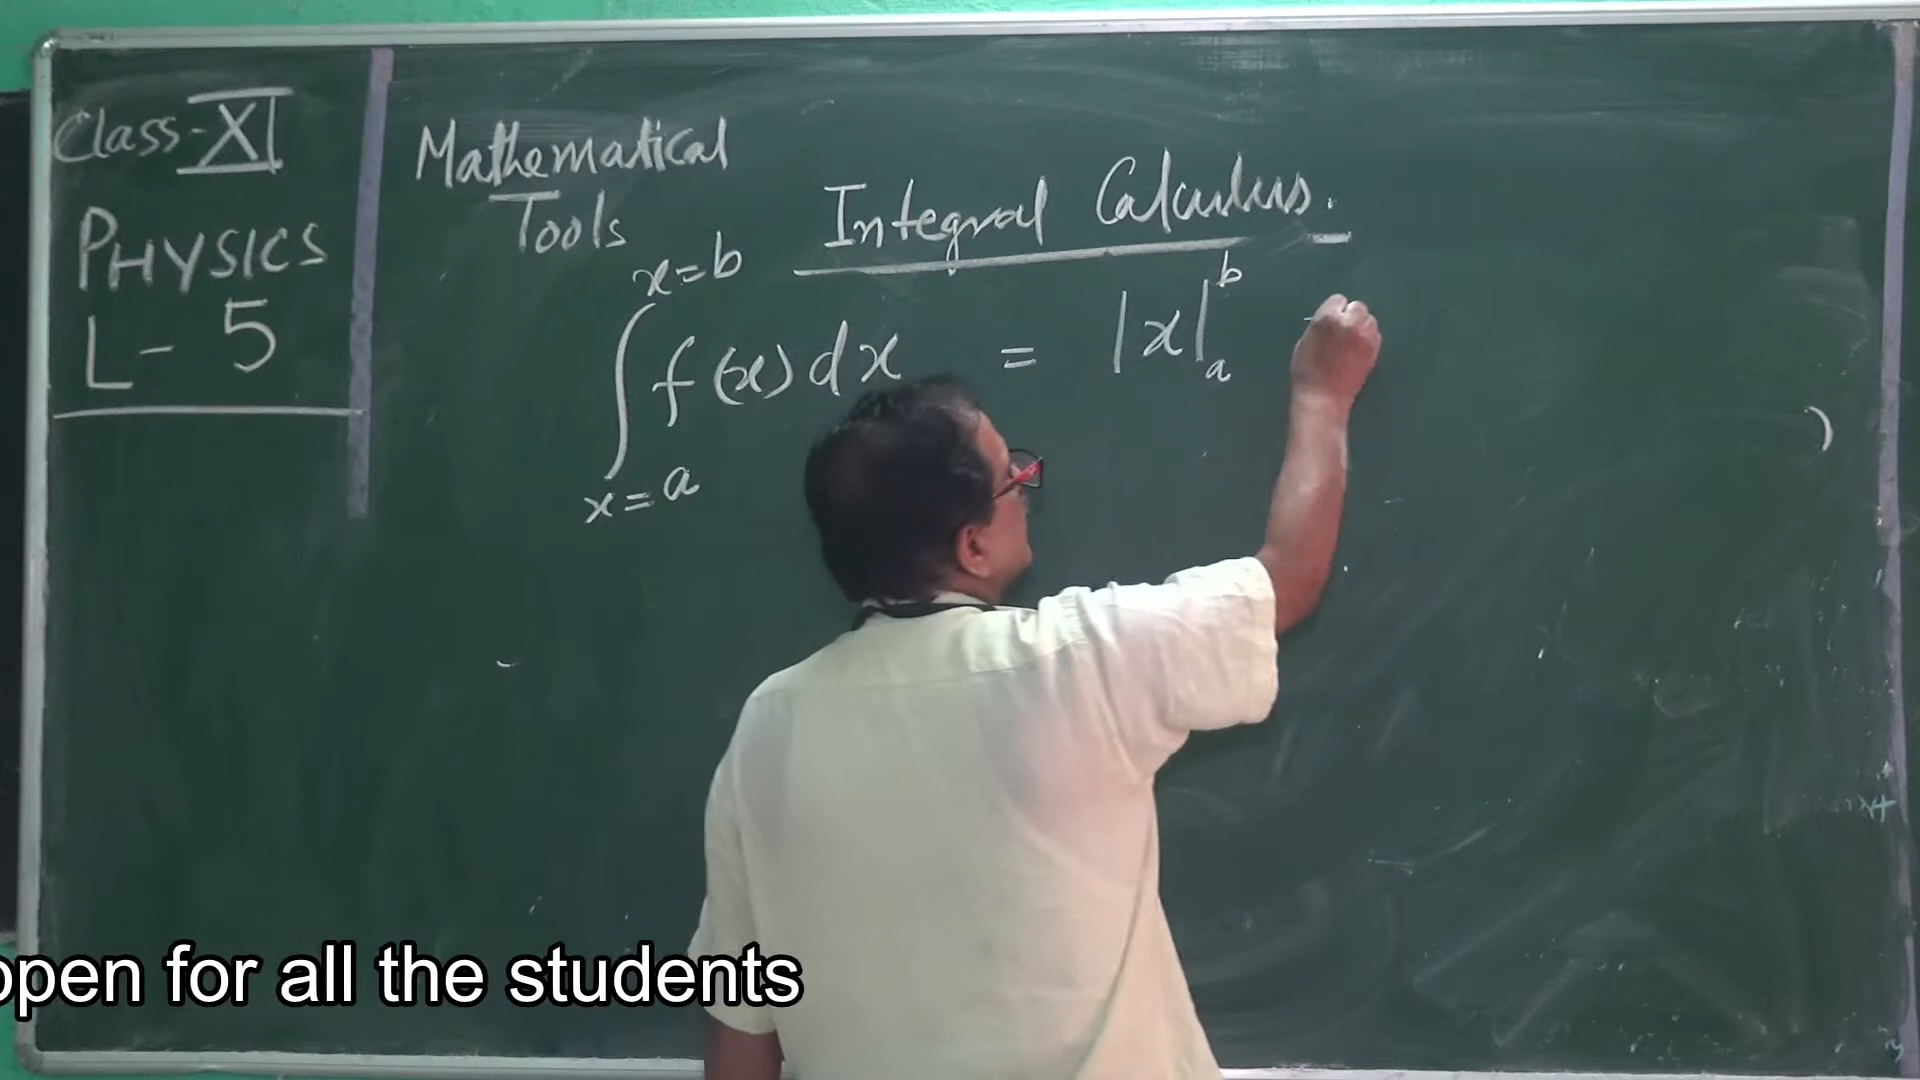 Class-XI
PHYSICS
L-5
Mathematical
Tools
Integral Calculus.
x=b
∫ f(x) dx = |x|
b
a
x=a
open for all the students